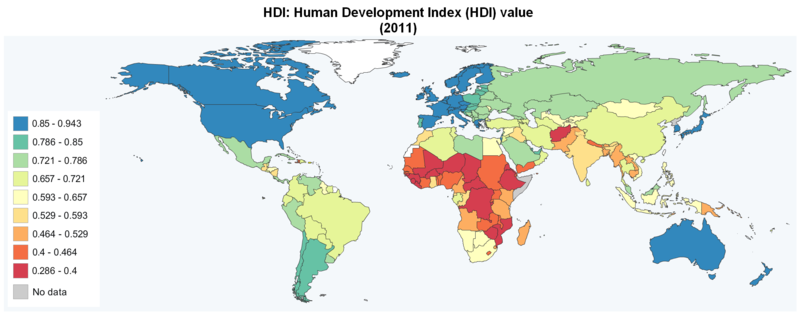 HDI: Human Development Index (HDI) value
(2011)
0.85 - 0.943
0.786 - 0.85
0.721 - 0.786
0.657 - 0.721
0.593 - 0.657
0.529 - 0.593
0.464 - 0.529
0.4 - 0.464
0.286 - 0.4
No data